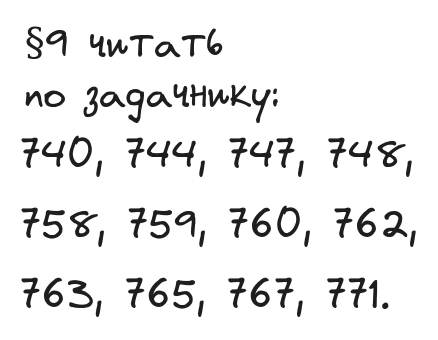 §9 читать
по задачнику:
740, 744, 747, 748,
758, 759, 760, 762,
763, 765, 767, 771.